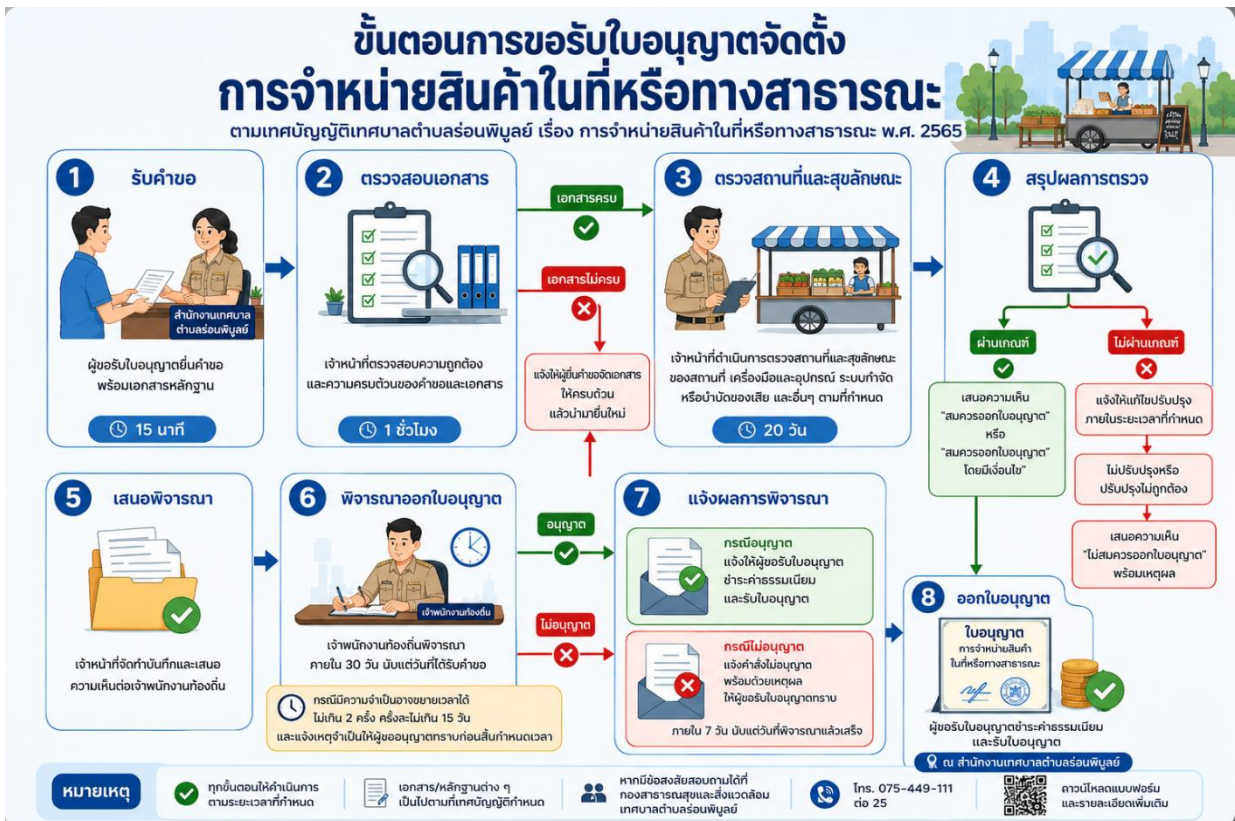 ขั้นตอนการขอรับใบอนุญาตจัดตั้ง
การจำหน่ายสินค้าในที่หรือทางสาธารณะ
ตามเทศบัญญัติเทศบาลตำบลร่อนพิบูลย์ เรื่อง การจำหน่ายสินค้าในที่หรือทางสาธารณะ พ.ศ. 2565
1 รับคำขอ
สำนักงานเทศบาล
ตำบลร่อนพิบูลย์
ผู้ขอรับใบอนุญาตยื่นคำขอ
พร้อมเอกสารหลักฐาน
15 นาที
2 ตรวจสอบเอกสาร
เจ้าหน้าที่ตรวจสอบความถูกต้อง
และความครบถ้วนของคำขอและเอกสาร
1 ชั่วโมง
เอกสารครบ
เอกสารไม่ครบ
แจ้งให้ผู้ยื่นคำขอจัดเอกสาร
ให้ครบถ้วน
แล้วนำมายื่นใหม่
3 ตรวจสถานที่และสุขลักษณะ
เจ้าหน้าที่ดำเนินการตรวจสถานที่และสุขลักษณะ
ของสถานที่ เครื่องมือและอุปกรณ์ ระบบกำจัด
หรือบำบัดของเสีย และอื่นๆ ตามที่กำหนด
20 วัน
4 สรุปผลการตรวจ
ผ่านเกณฑ์
เสนอความเห็น
"สมควรออกใบอนุญาต"
หรือ
"สมควรออกใบอนุญาต"
โดยมีเงื่อนไข"
ไม่ผ่านเกณฑ์
แจ้งให้แก้ไขปรับปรุง
ภายในระยะเวลาที่กำหนด
ไม่ปรับปรุงหรือ
ปรับปรุงไม่ถูกต้อง
เสนอความเห็น
"ไม่สมควรออกใบอนุญาต"
พร้อมเหตุผล
5 เสนอพิจารณา
เจ้าหน้าที่จัดทำบันทึกและเสนอ
ความเห็นต่อเจ้าพนักงานท้องถิ่น
6 พิจารณาออกใบอนุญาต
เจ้าพนักงานท้องถิ่น
เจ้าพนักงานท้องถิ่นพิจารณา
ภายใน 30 วัน นับแต่วันที่ได้รับคำขอ
กรณีมีความจำเป็นอาจขยายเวลาได้
ไม่เกิน 2 ครั้ง ครั้งละไม่เกิน 15 วัน
และแจ้งเหตุจำเป็นให้ผู้ขออนุญาตทราบก่อนสิ้นกำหนดเวลา
อนุญาต
ไม่อนุญาต
7 แจ้งผลการพิจารณา
กรณีอนุญาต
แจ้งให้ผู้ขอรับใบอนุญาต
ชำระค่าธรรมเนียม
และรับใบอนุญาต
กรณีไม่อนุญาต
แจ้งคำสั่งไม่อนุญาต
พร้อมด้วยเหตุผล
ให้ผู้ขอรับใบอนุญาตทราบ
ภายใน 7 วัน นับแต่วันที่พิจารณาแล้วเสร็จ
8 ออกใบอนุญาต
ใบอนุญาต
การจำหน่ายสินค้า
ในที่หรือทางสาธารณะ
ผู้ขอรับใบอนุญาตชำระค่าธรรมเนียม
และรับใบอนุญาต
ณ สำนักงานเทศบาลตำบลร่อนพิบูลย์
หมายเหตุ
ทุกขั้นตอนให้ดำเนินการ
ตามระยะเวลาที่กำหนด
เอกสาร/หลักฐานต่าง ๆ
เป็นไปตามที่เทศบัญญัติกำหนด
หากมีข้อสงสัยสอบถามได้ที่
กองสาธารณสุขและสิ่งแวดล้อม
เทศบาลตำบลร่อนพิบูลย์
โทร. 075-449-111
ต่อ 25
ดาวน์โหลดแบบฟอร์ม
และรายละเอียดเพิ่มเติม